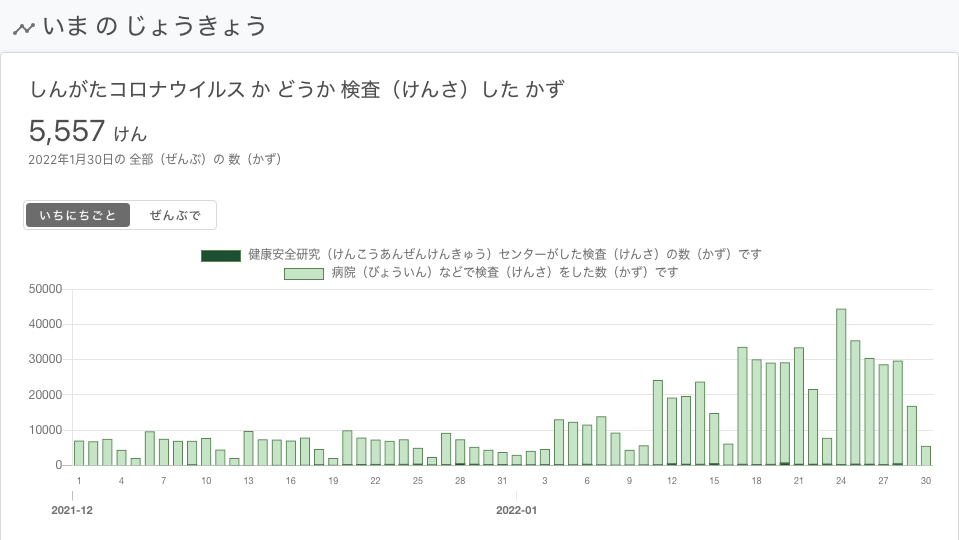 いま の じょうきょう
しんがたコロナウイルス か どうか 検査（けんさ）した かず
5,557 けん
2022年1月30日の 全部（ぜんぶ）の 数（かず）
いちにちごと ぜんぶで
健康安全研究（けんこうあんぜんけんきゅう）センターがした検査（けんさ）の数（かず）です
病院（びょういん）などで検査（けんさ）をした数（かず）です
50000
40000
30000
20000
10000
0
1 4 7 10 13 16 19 22 25 28 31 3 6 9 12 15 18 21 24 27 30
2021-12 2022-01